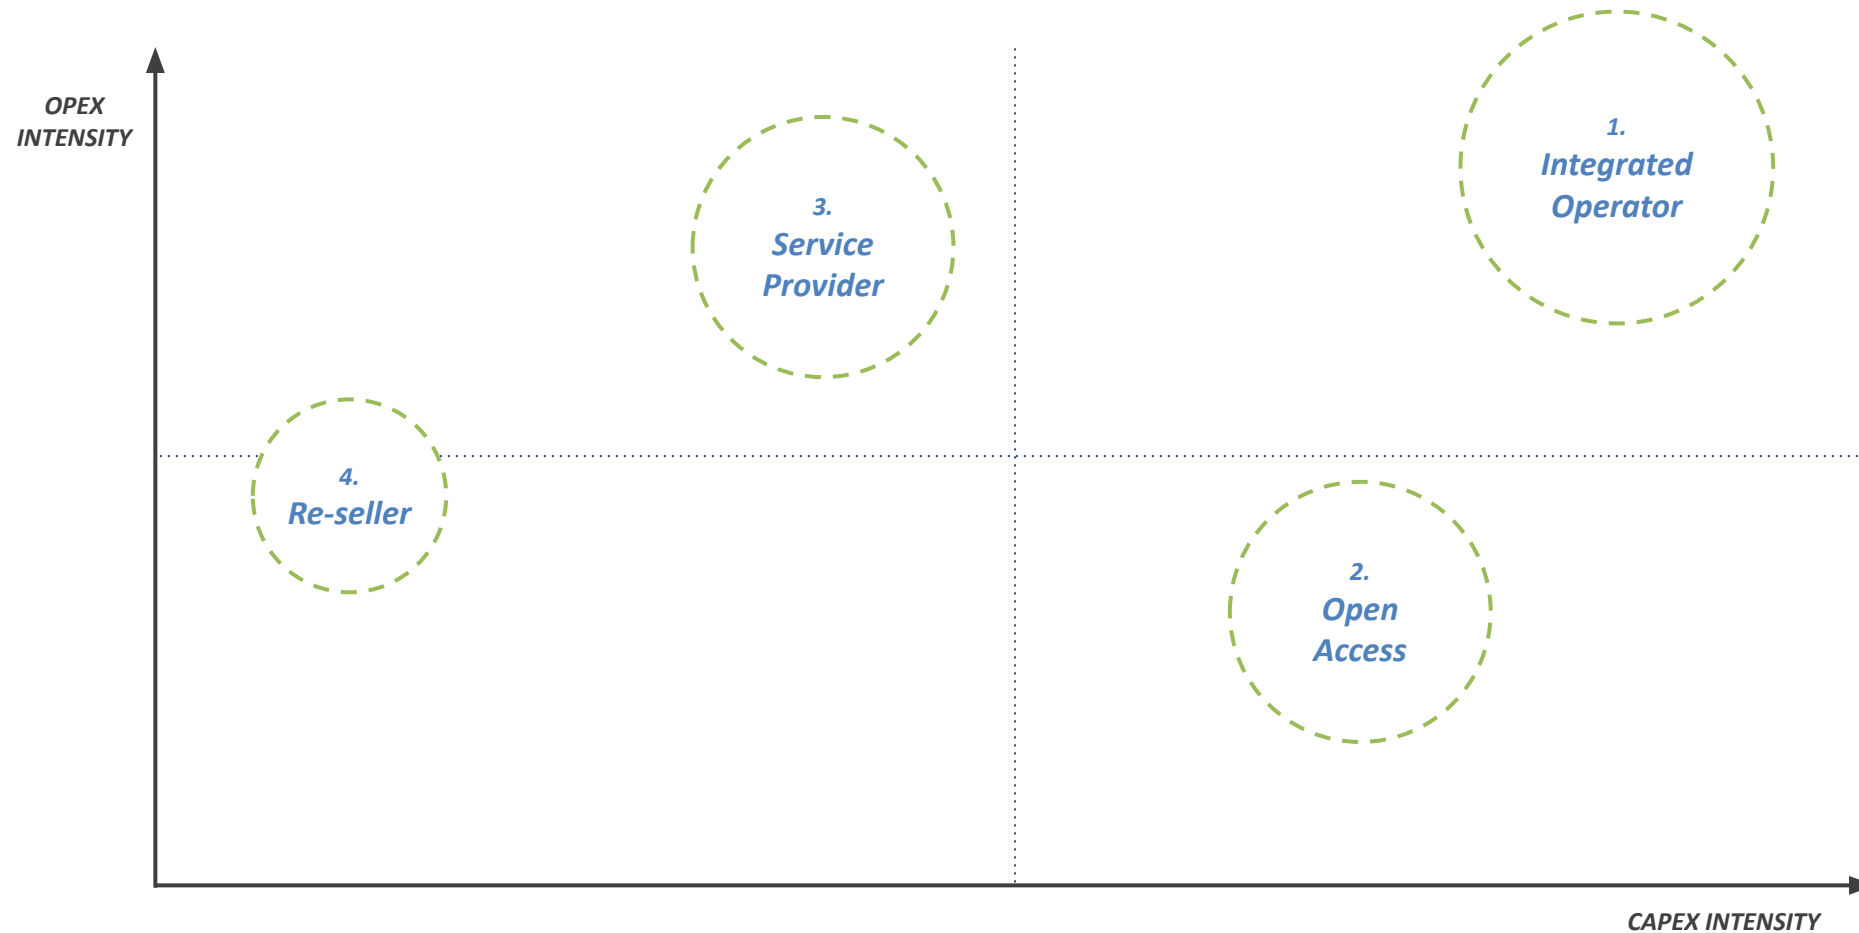 OPEX
INTENSITY
1.
Integrated
Operator
3.
Service
Provider
4.
Re-seller
2.
Open
Access
CAPEX INTENSITY